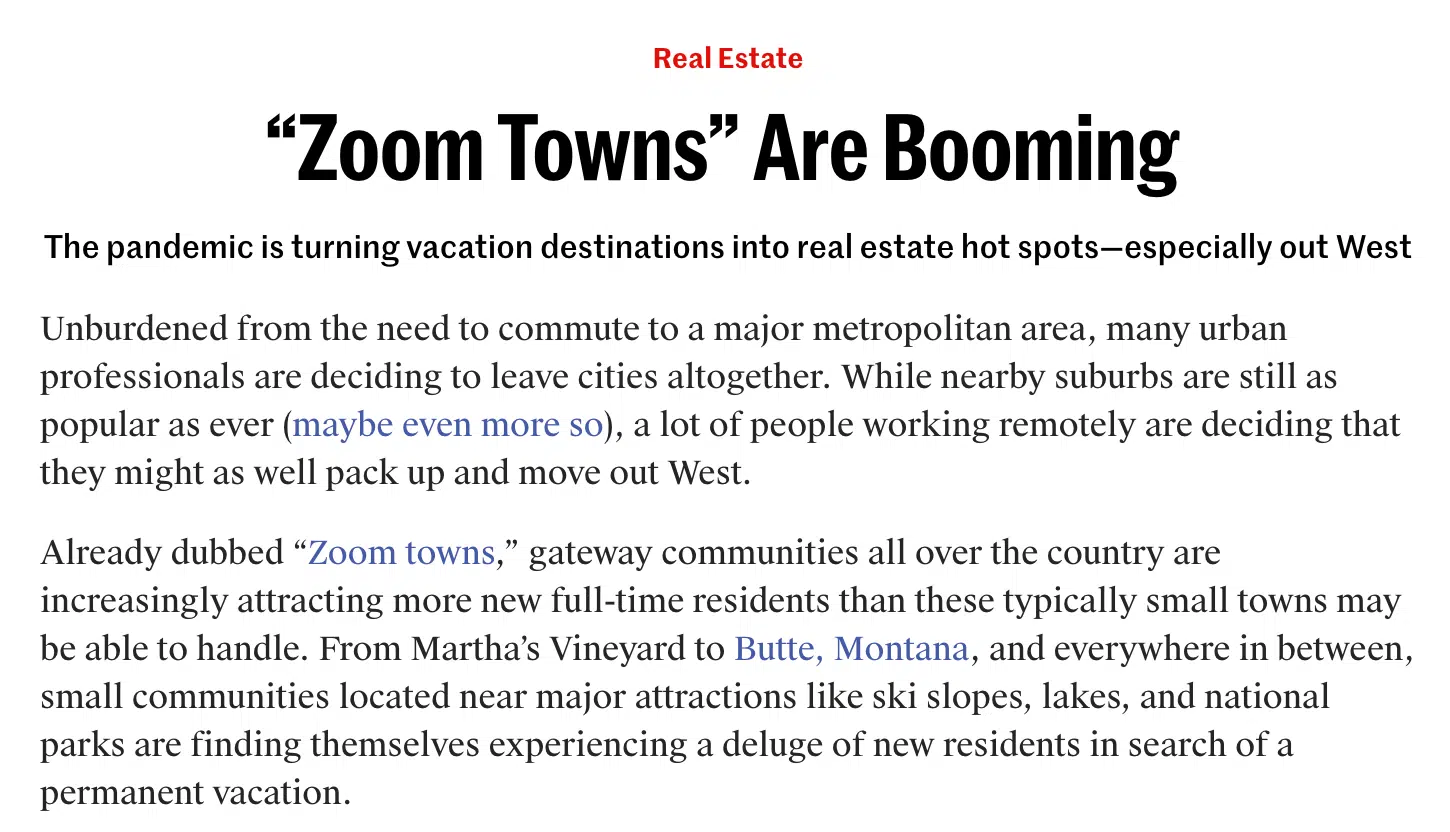 Real Estate
“Zoom Towns” Are Booming
The pandemic is turning vacation destinations into real estate hot spots—especially out West
Unburdened from the need to commute to a major metropolitan area, many urban
professionals are deciding to leave cities altogether. While nearby suburbs are still as
popular as ever (maybe even more so), a lot of people working remotely are deciding that
they might as well pack up and move out West.
Already dubbed “Zoom towns,” gateway communities all over the country are
increasingly attracting more new full-time residents than these typically small towns may
be able to handle. From Martha’s Vineyard to Butte, Montana, and everywhere in between,
small communities located near major attractions like ski slopes, lakes, and national
parks are finding themselves experiencing a deluge of new residents in search of a
permanent vacation.